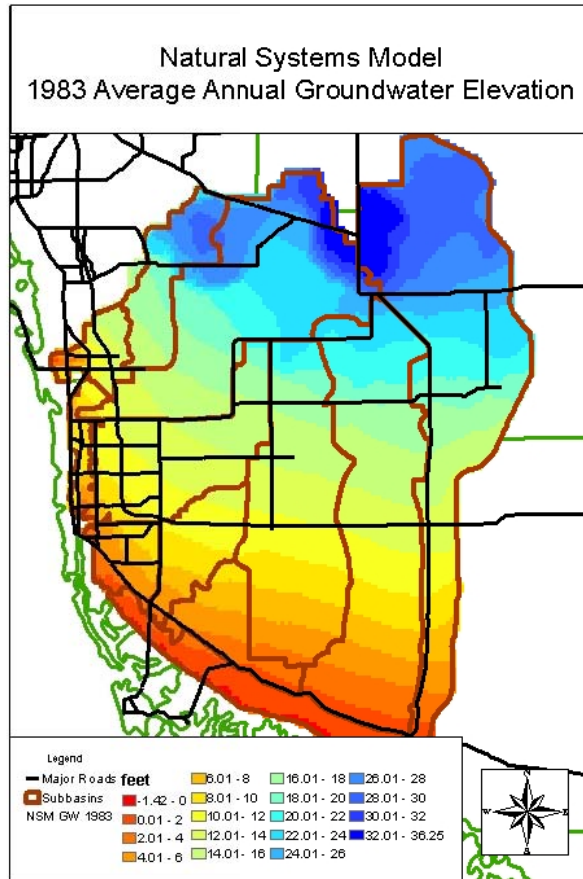 Natural Systems Model
1983 Average Annual Groundwater Elevation
Legend
Major Roads
Subbasins
NSM GW 1983
feet
-1.42 - 0
0.01 - 2
2.01 - 4
4.01 - 6
6.01 - 8
8.01 - 10
10.01 - 12
12.01 - 14
14.01 - 16
16.01 - 18
18.01 - 20
20.01 - 22
22.01 - 24
24.01 - 26
26.01 - 28
28.01 - 30
30.01 - 32
32.01 - 36.25
N
W
E
S